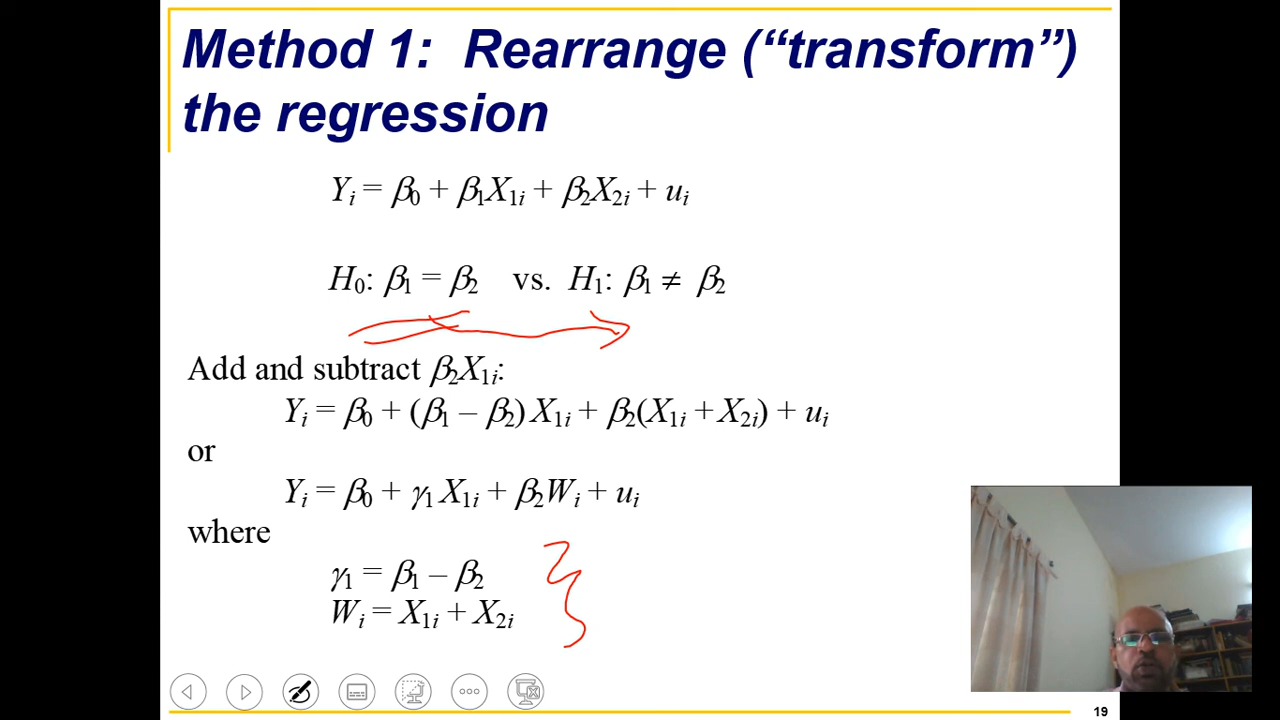 Method 1: Rearrange (“transform”)
the regression
Yi = β0 + β1X1i + β2X2i + ui
H0: β1 = β2 vs. H1: β1 ≠ β2
Add and subtract β2X1i:
Yi = β0 + (β1 – β2) X1i + β2(X1i + X2i) + ui
or
Yi = β0 + γ1 X1i + β2Wi + ui
where
γ1 = β1 – β2
Wi = X1i + X2i
19